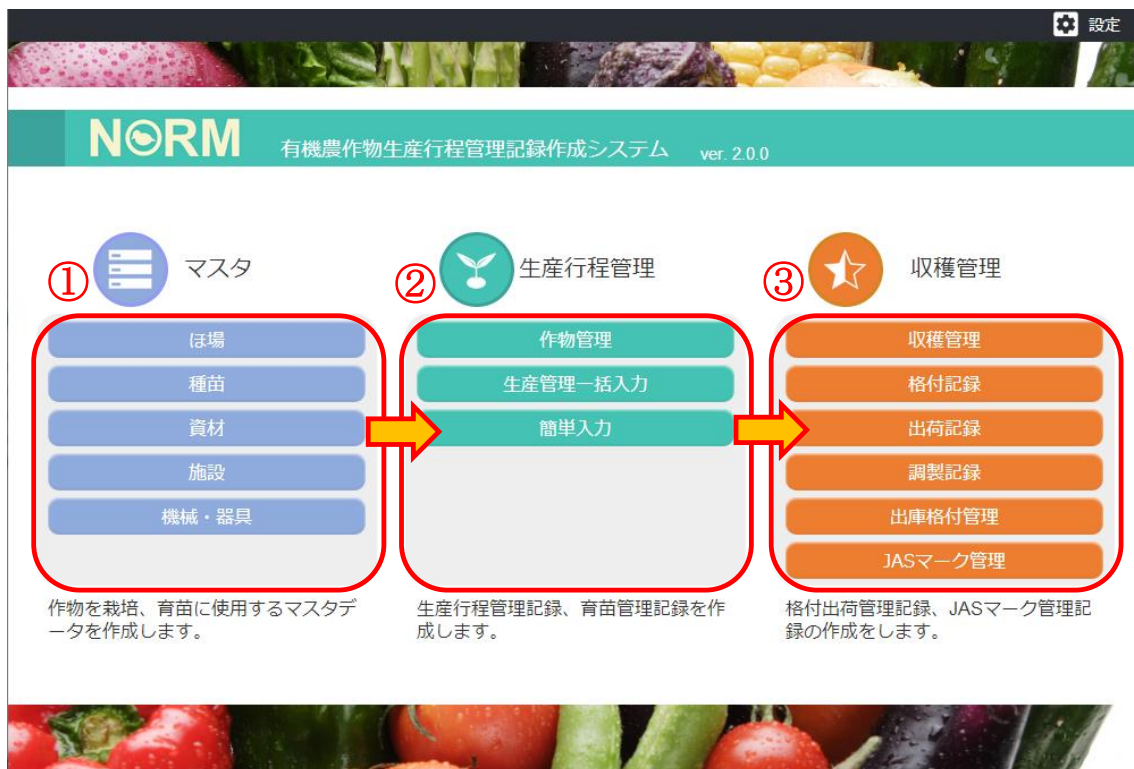 設定
NORM 有機農作物生産行程管理記録作成システム ver. 2.0.0
① マスタ
ほ場
種苗
資材
施設
機械・器具
作物を栽培、育苗に使用するマスタデ
ータを作成します。
② 生産行程管理
作物管理
生産管理一括入力
簡単入力
生産行程管理記録、育苗管理記録を作
成します。
③ 収穫管理
収穫管理
格付記録
出荷記録
調製記録
出庫格付管理
JASマーク管理
格付出荷管理記録、JASマーク管理記
録の作成をします。